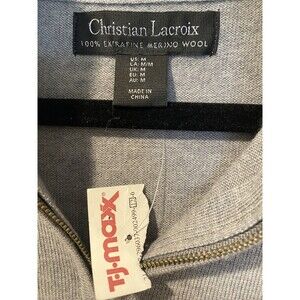 Christian Lacroix
100% EXTRAFINE MERINO WOOL
US: M
CA: M/M
UK: M
EU: M
AU: M
MADE IN
CHINA
T•J•maxx